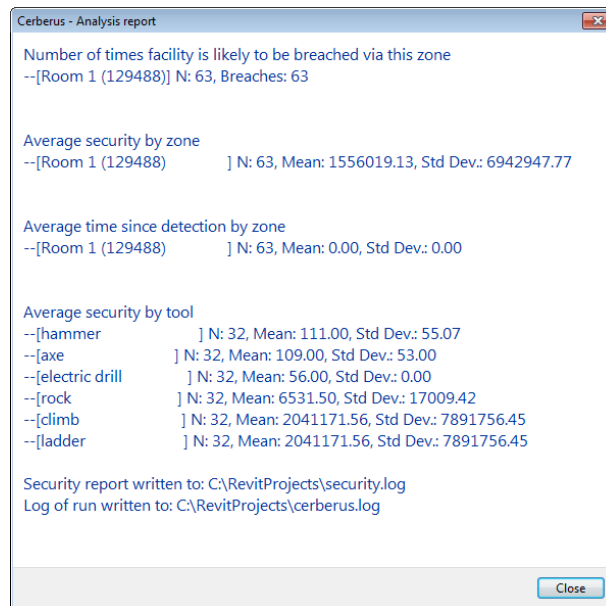 Cerberus - Analysis report
Number of times facility is likely to be breached via this zone
--[Room 1 (129488)] N: 63, Breaches: 63
Average security by zone
--[Room 1 (129488) ] N: 63, Mean: 1556019.13, Std Dev.: 6942947.77
Average time since detection by zone
--[Room 1 (129488) ] N: 63, Mean: 0.00, Std Dev.: 0.00
Average security by tool
--[hammer ] N: 32, Mean: 111.00, Std Dev.: 55.07
--[axe ] N: 32, Mean: 109.00, Std Dev.: 53.00
--[electric drill ] N: 32, Mean: 56.00, Std Dev.: 0.00
--[rock ] N: 32, Mean: 6531.50, Std Dev.: 17009.42
--[climb ] N: 32, Mean: 2041171.56, Std Dev.: 7891756.45
--[ladder ] N: 32, Mean: 2041171.56, Std Dev.: 7891756.45
Security report written to: C:\RevitProjects\security.log
Log of run written to: C:\RevitProjects\cerberus.log
Close